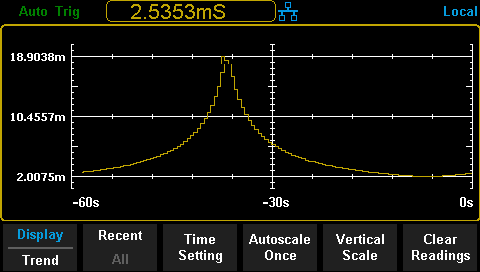 Auto Trig 2.5353mS Local
18.9038m
10.4557m
2.0075m
-60s -30s 0s
Display Recent Time Autoscale Vertical Clear
Trend All Setting Once Scale Readings